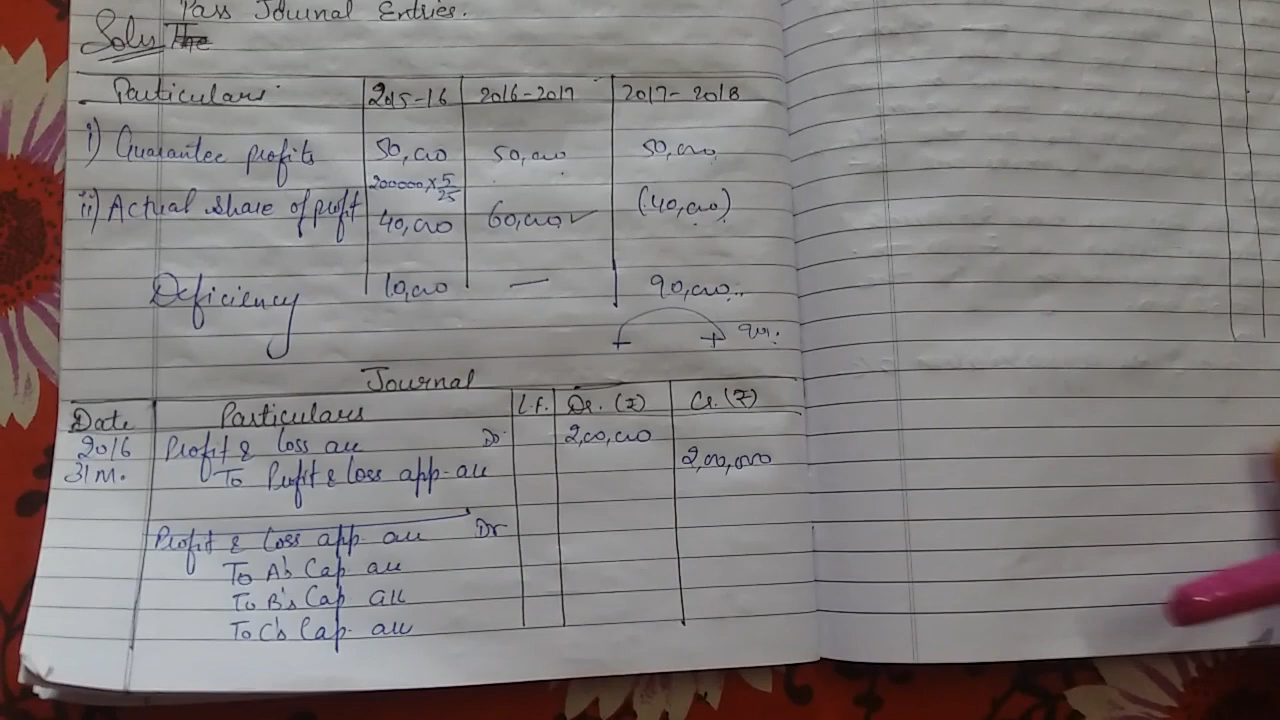 Pass Journal Entries.
Soln The
Particulars 2015-16 2016-2017 2017-2018
i) Guarantee profits 50,000 50,000 50,000
200000 x 5/25
ii) Actual share of profit 40,000 60,000 ✓ (40,000)
Deficiency 10,000 — 90,000
+ +
Journal
Date Particulars L.F. Dr. (₹) Cr. (₹)
2016 Profit & loss a/c Dr 2,00,000
31 M. To Profit & loss app. a/c 2,00,000
Profit & loss app. a/c Dr
To A's Cap a/c
To B's Cap a/c
To C's Cap. a/c